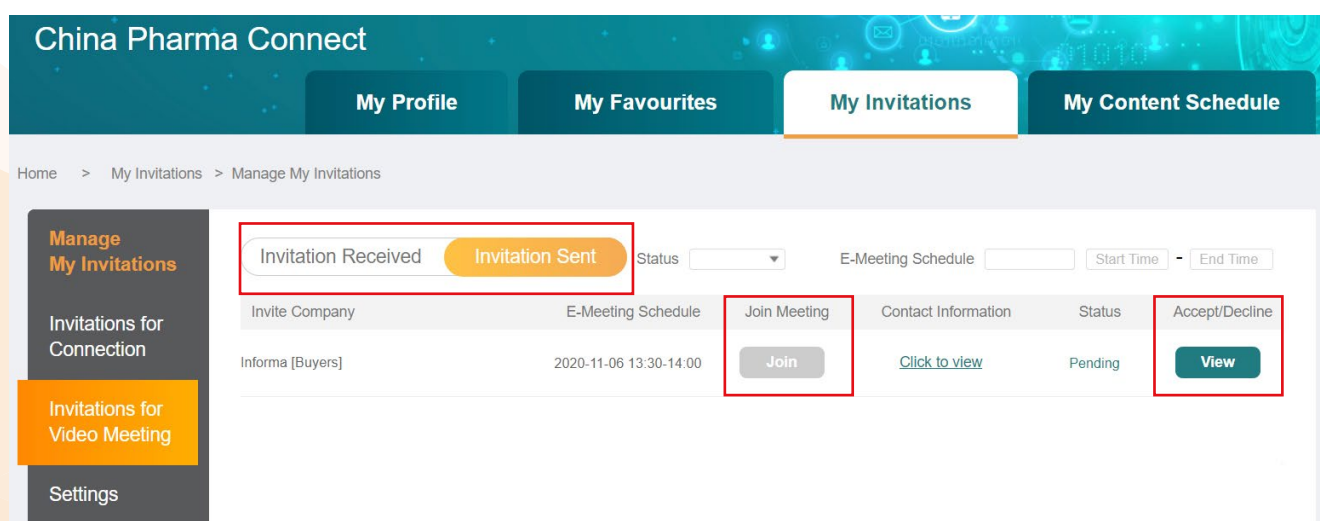 China Pharma Connect
My Profile
My Favourites
My Invitations
My Content Schedule
Home > My Invitations > Manage My Invitations
Manage
My Invitations
Invitations for
Connection
Invitations for
Video Meeting
Settings
Invitation Received
Invitation Sent
Status
E-Meeting Schedule
Start Time - End Time
Invite Company
E-Meeting Schedule
Join Meeting
Contact Information
Status
Accept/Decline
Informa [Buyers]
2020-11-06 13:30-14:00
Join
Click to view
Pending
View